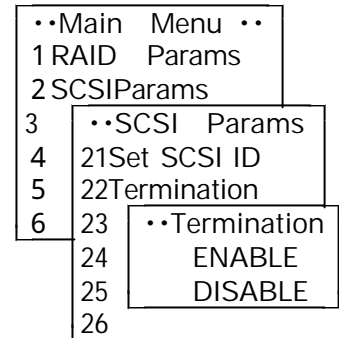 ··Main Menu ··
1 RAID Params
2 SCSIParams
3
4
5
6
··SCSI Params
21Set SCSI ID
22Termination
23
24
25
26
··Termination
ENABLE
DISABLE